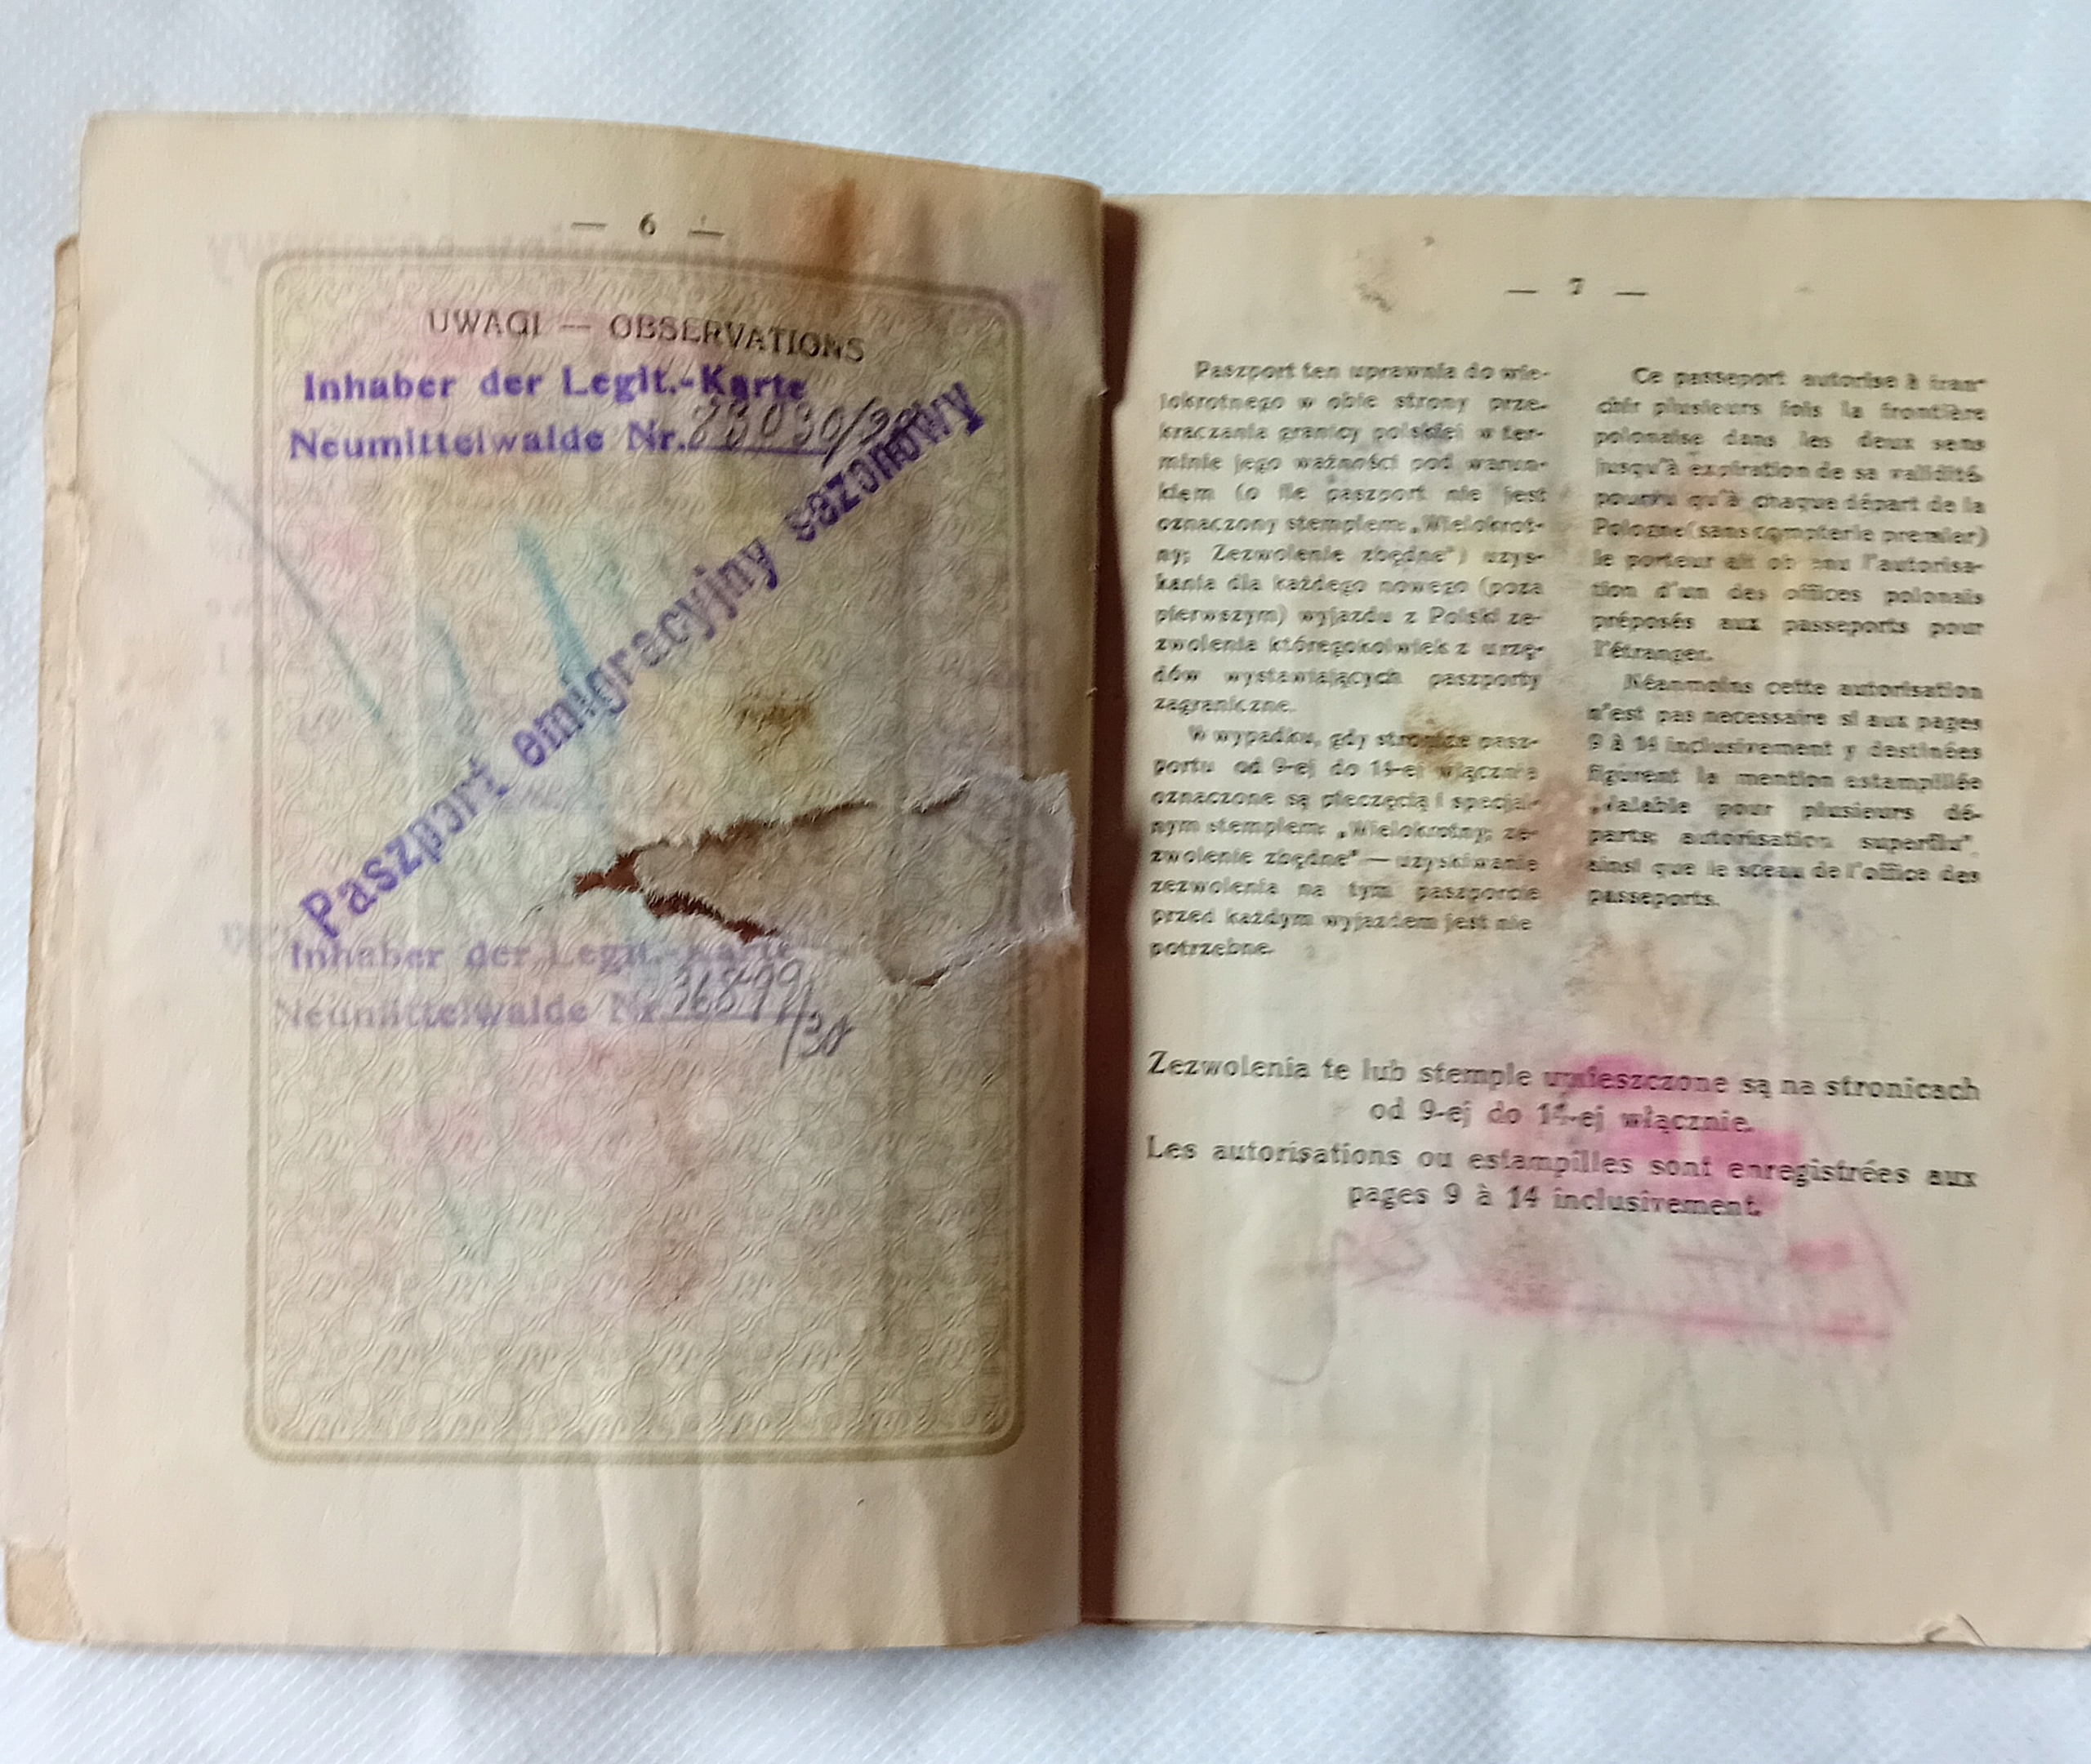 — 6 —
UWAGI — OBSERVATIONS
Inhaber der Legit.-Karte
Neumittelwalde Nr.
Paszport emigracyjny sezonowy
Inhaber der Legit.-Karte
Neumittelwalde Nr. 36899/30
— 7 —
Paszport ten uprawnia do wie-
lokrotnego w obie strony prze-
kraczania granicy polskiej w ter-
minie jego ważności pod warun-
kiem (o ile paszport nie jest
oznaczony stemplem: „Wielokrot-
ny; Zezwolenie zbędne") uzys-
kania dla każdego nowego (poza
pierwszym) wyjazdu z Polski ze-
zwolenia któregokolwiek z urzę-
dów wystawiających paszporty
zagraniczne.
W wypadku, gdy stronice pasz-
portu od 9-ej do 14-ej włącznie
oznaczone są pieczęcią i specjal-
nym stemplem: „Wielokrotny; ze-
zwolenie zbędne" — uzyskiwanie
zezwolenia na tym paszporcie
przed każdym wyjazdem jest nie
potrzebne.
Ce passeport autorise à fran-
chir plusieurs fois la frontière
polonaise dans les deux sens
jusqu'à expiration de sa validité,
pourvu qu'à chaque départ de la
Pologne (sans compter le premier)
le porteur ait obtenu l'autorisa-
tion d'un des offices polonais
préposés aux passeports pour
l'étranger.
Néanmoins cette autorisation
n'est pas necessaire si aux pages
9 à 14 inclusivement y destinées
figurent la mention estampillée
„Valable pour plusieurs dé-
parts; autorisation superflu",
ainsi que le sceau de l'office des
passeports.
Zezwolenia te lub stemple umieszczone są na stronicach
od 9-ej do 14-ej włącznie.
Les autorisations ou estampilles sont enregistrées aux
pages 9 à 14 inclusivement.